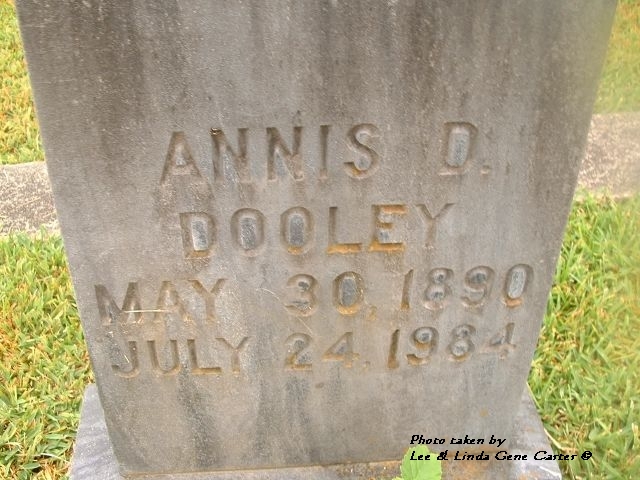 ANNIS D.
DOOLEY
MAY 30, 1890
JULY 24, 1984
Photo taken by
Lee & Linda Gene Carter ©